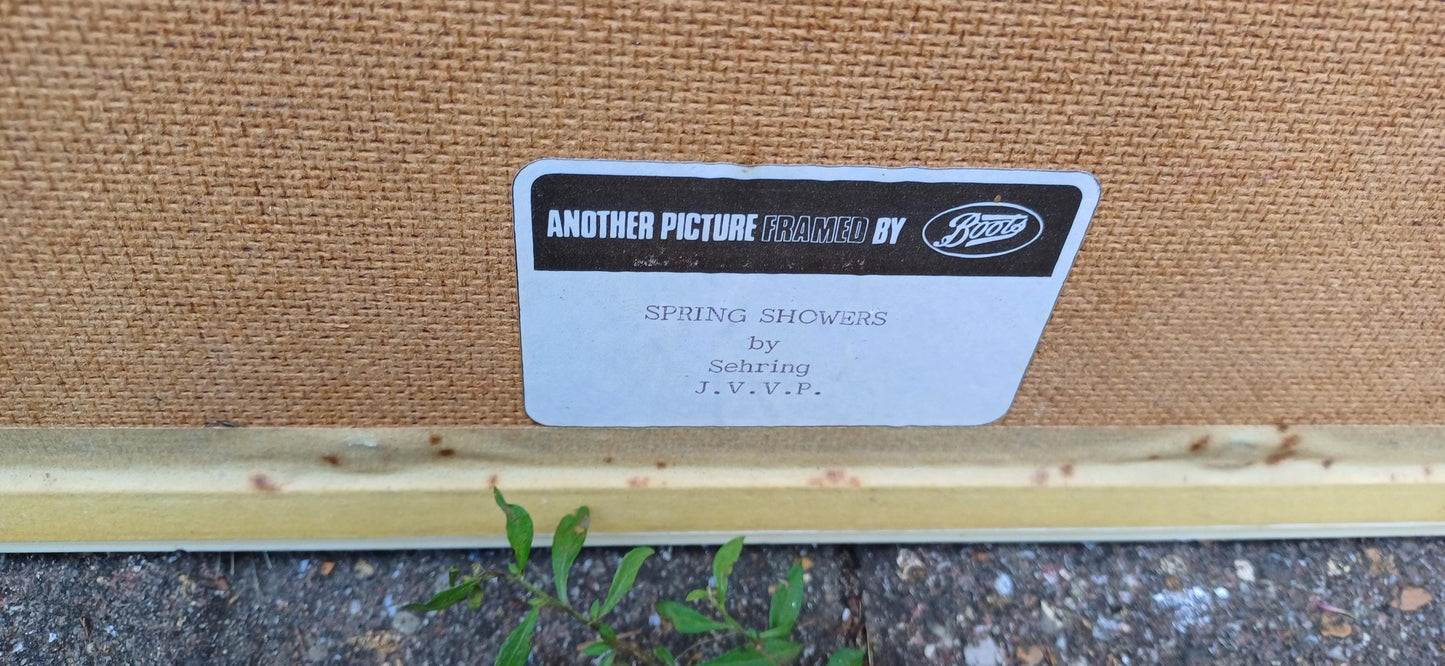 ANOTHER PICTURE FRAMED BY Boots
SPRING SHOWERS
by
Sehring
J.V.V.P.